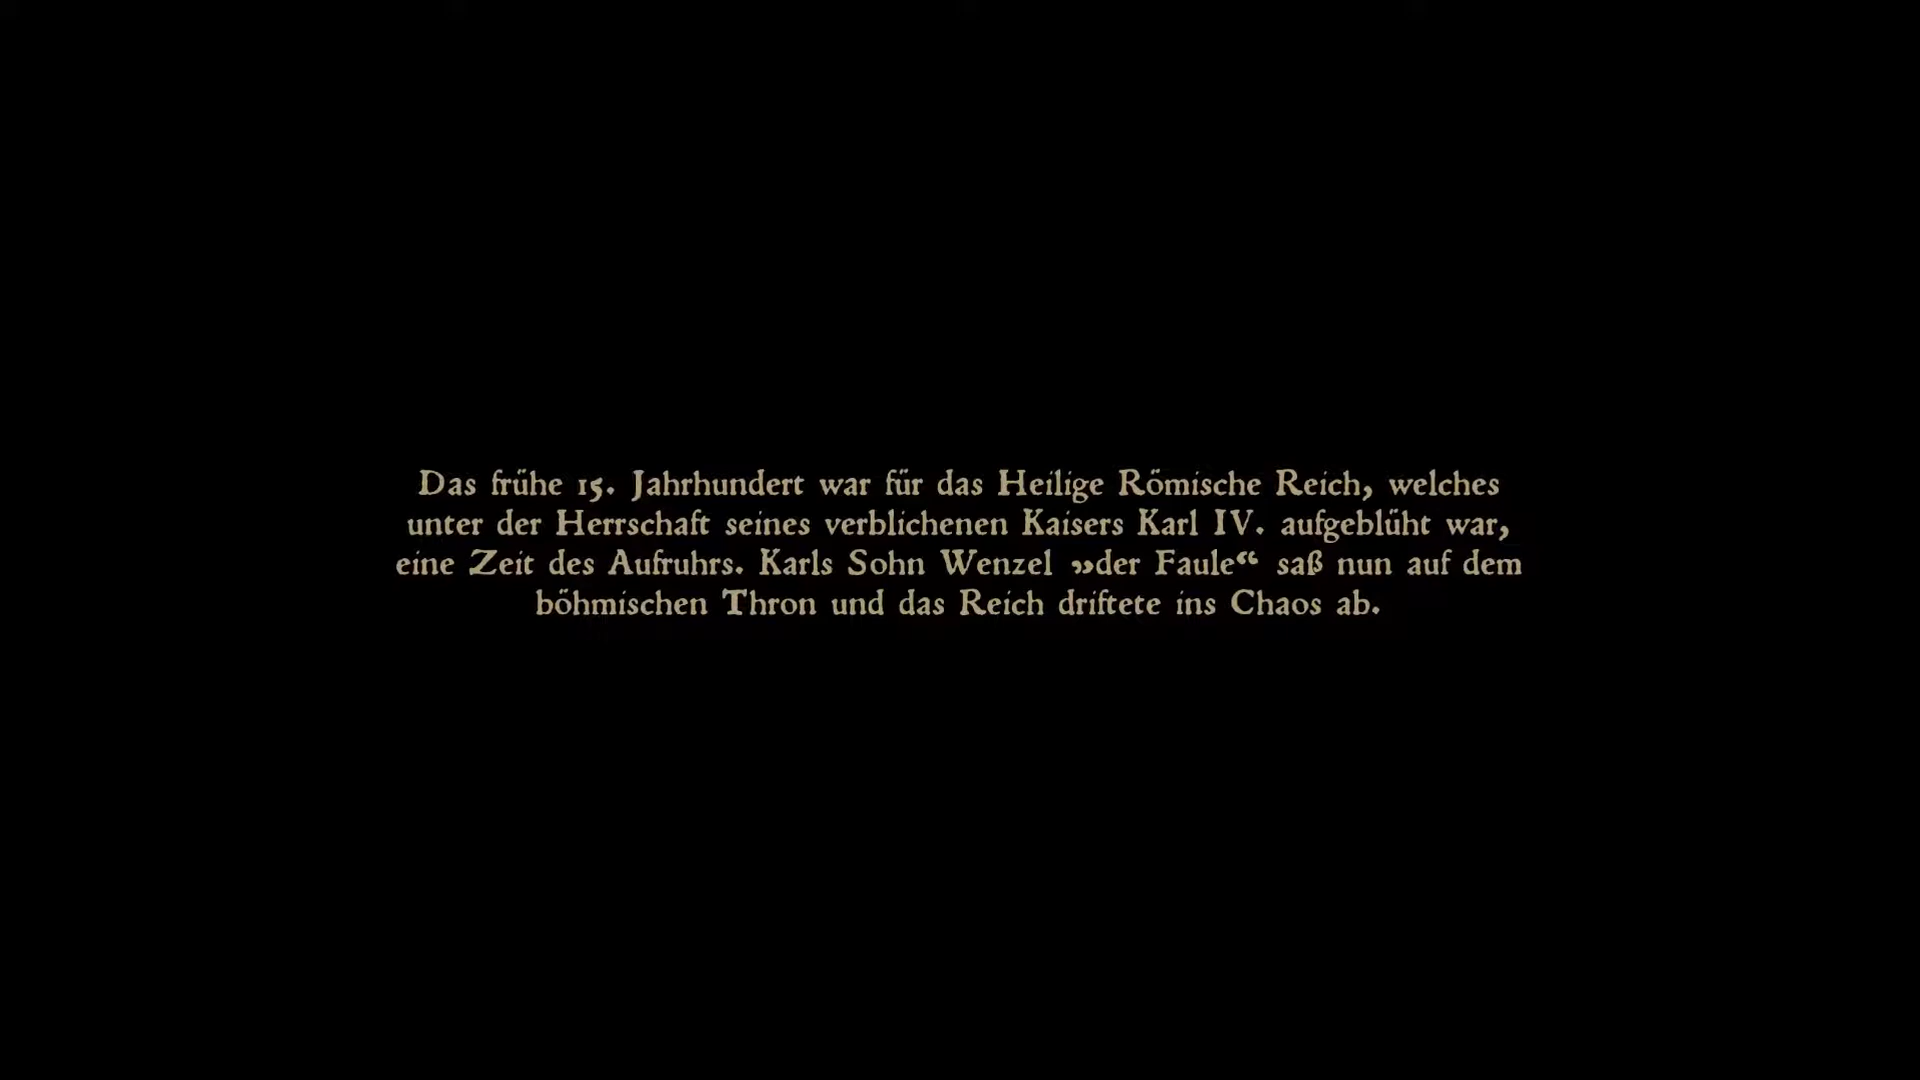 Das frühe 15. Jahrhundert war für das Heilige Römische Reich, welches
unter der Herrschaft seines verblichenen Kaisers Karl IV. aufgeblüht war,
eine Zeit des Aufruhrs. Karls Sohn Wenzel „der Faule“ saß nun auf dem
böhmischen Thron und das Reich driftete ins Chaos ab.